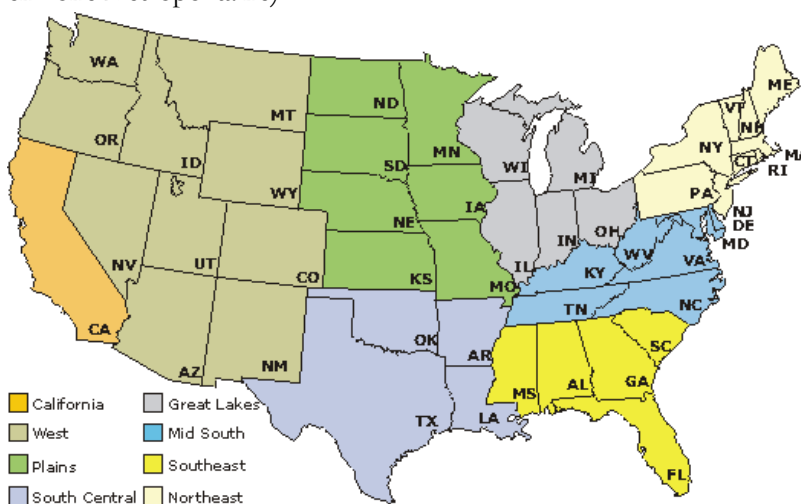 WA
ME
VT
MT
ND
NH
OR
MN
NY
MA
ID
SD
WI
CT
MI
RI
WY
PA
IA
NE
NJ
OH
DE
IN
MD
NV
UT
CO
KS
IL
WV
VA
MO
KY
CA
TN
NC
OK
AR
SC
AZ
NM
MS
AL
GA
TX
LA
FL
California
Great Lakes
West
Mid South
Plains
Southeast
South Central
Northeast